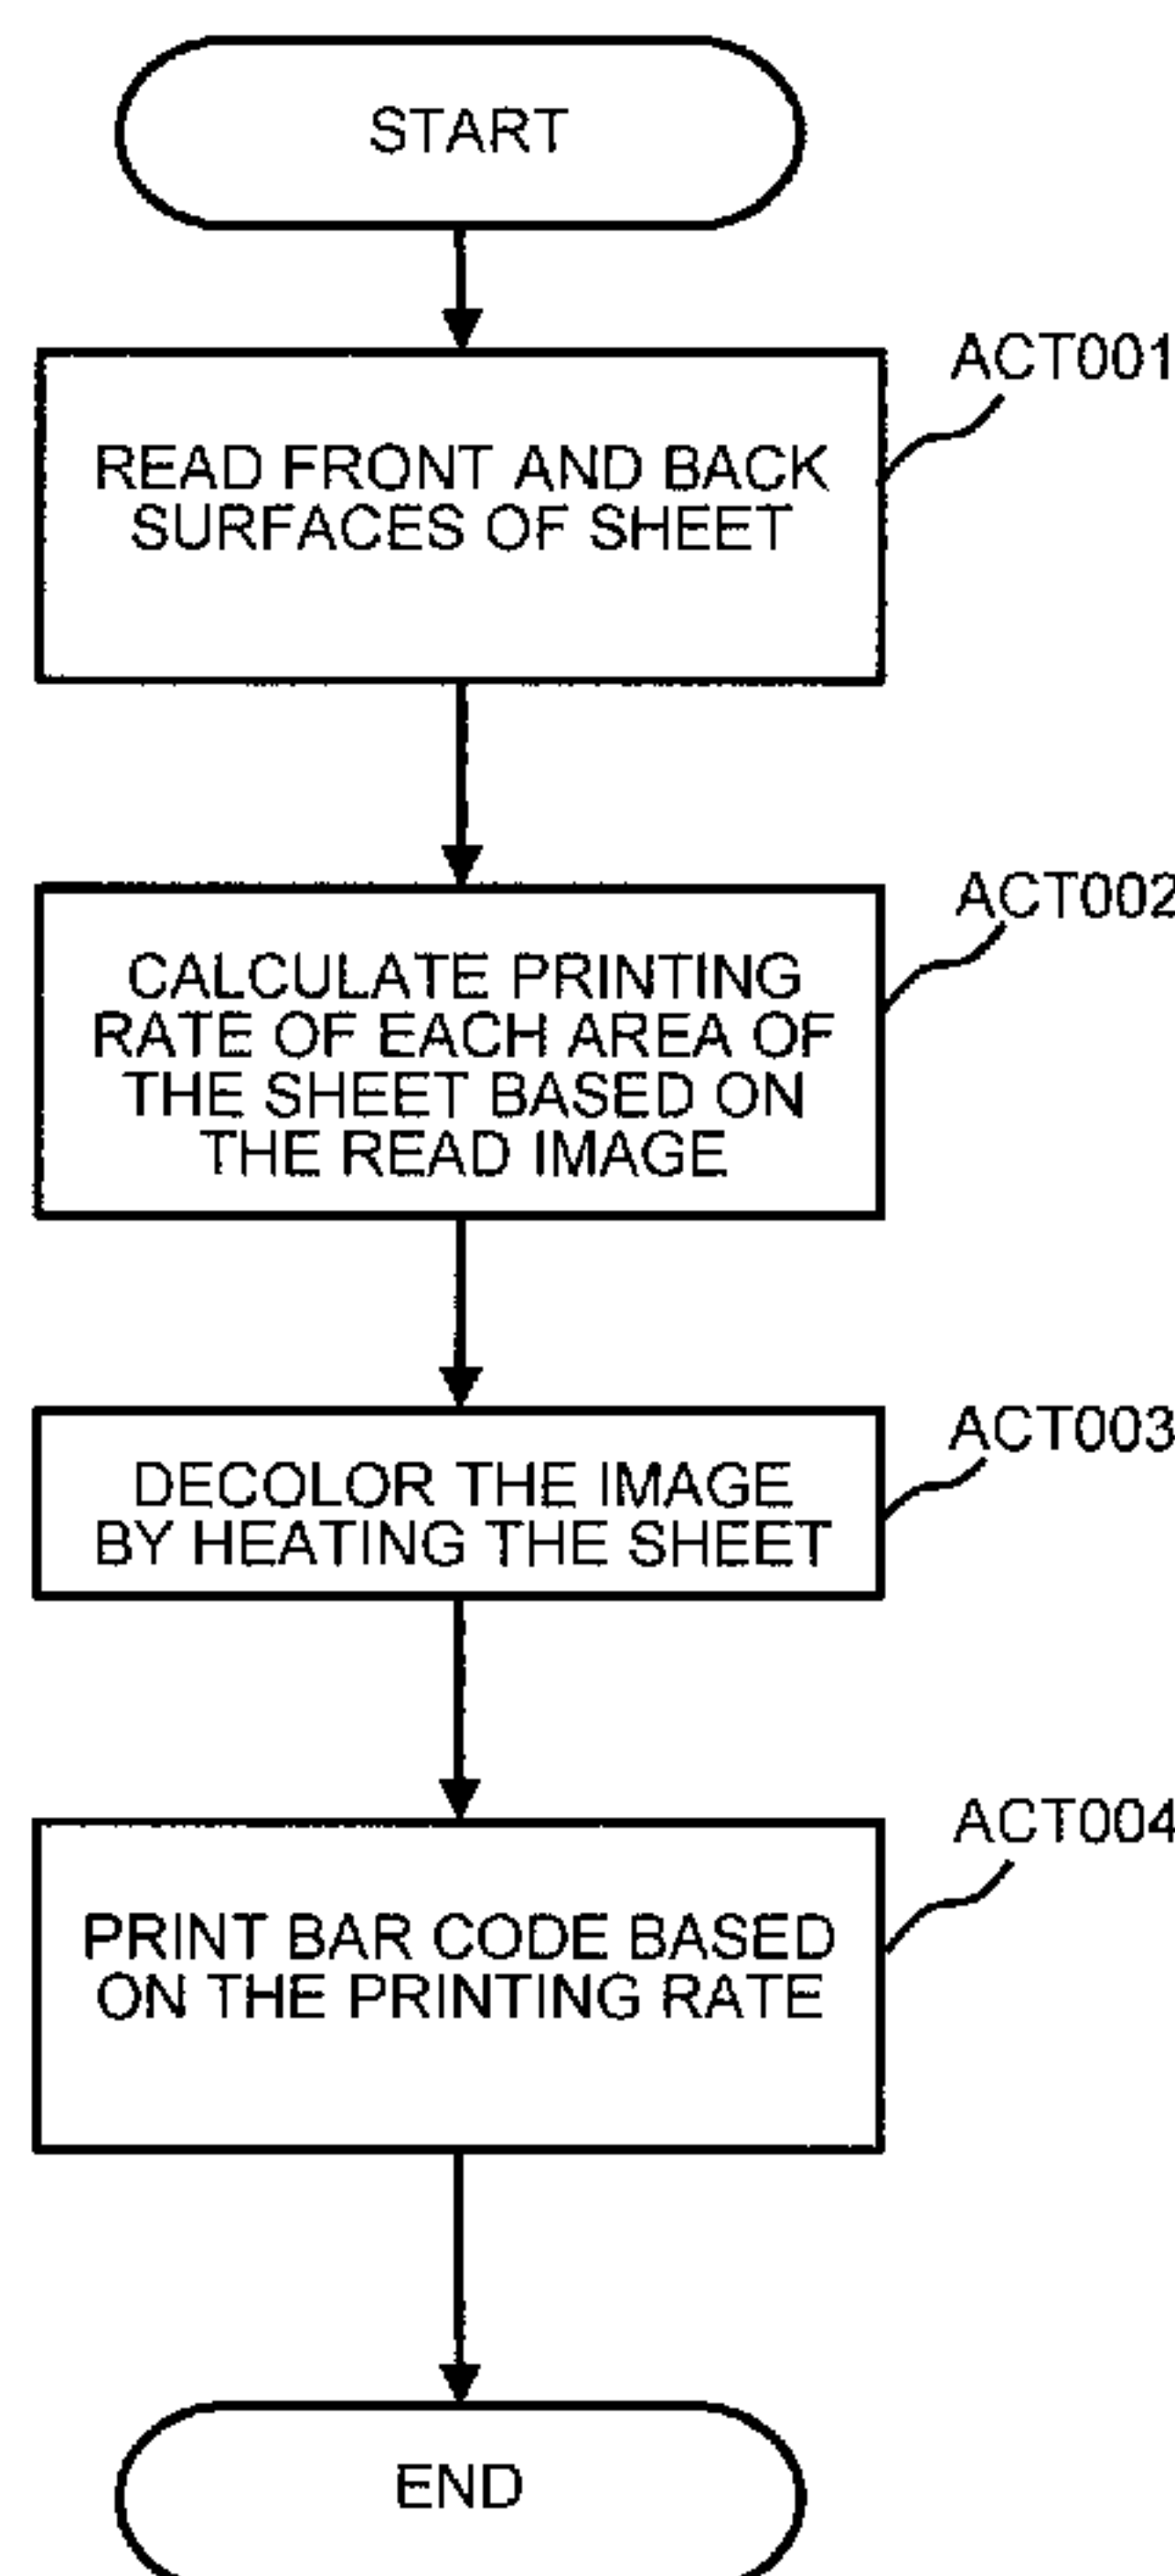 START
ACT001
READ FRONT AND BACK
SURFACES OF SHEET
ACT002
CALCULATE PRINTING
RATE OF EACH AREA OF
THE SHEET BASED ON
THE READ IMAGE
ACT003
DECOLOR THE IMAGE
BY HEATING THE SHEET
ACT004
PRINT BAR CODE BASED
ON THE PRINTING RATE
END